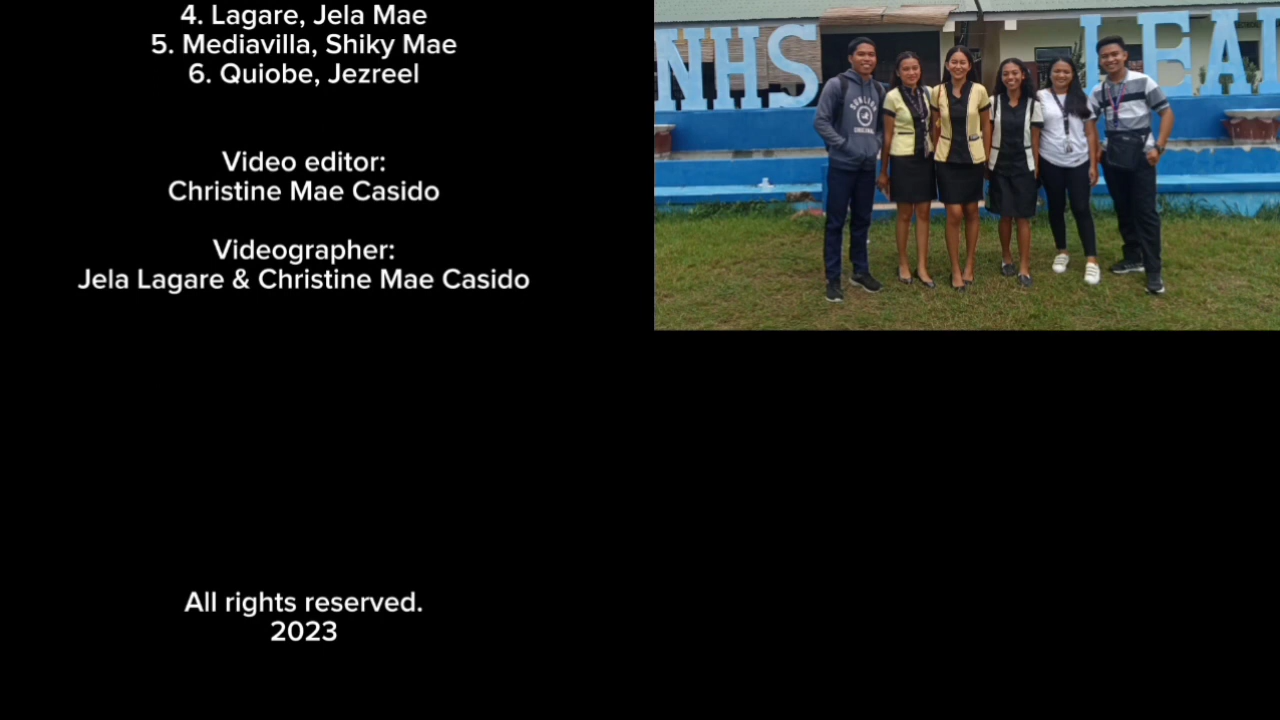 4. Lagare, Jela Mae
5. Mediavilla, Shiky Mae
6. Quiobe, Jezreel
Video editor:
Christine Mae Casido
Videographer:
Jela Lagare & Christine Mae Casido
All rights reserved.
2023
NHS LEA